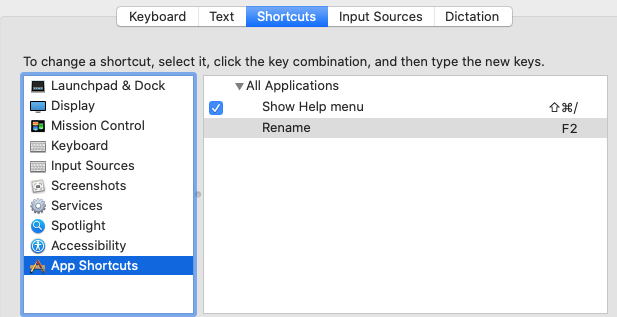 Keyboard Text Shortcuts Input Sources Dictation
To change a shortcut, select it, click the key combination, and then type the new keys.
Launchpad & Dock
Display
Mission Control
Keyboard
Input Sources
Screenshots
Services
Spotlight
Accessibility
App Shortcuts
All Applications
Show Help menu ⇧⌘/
Rename F2